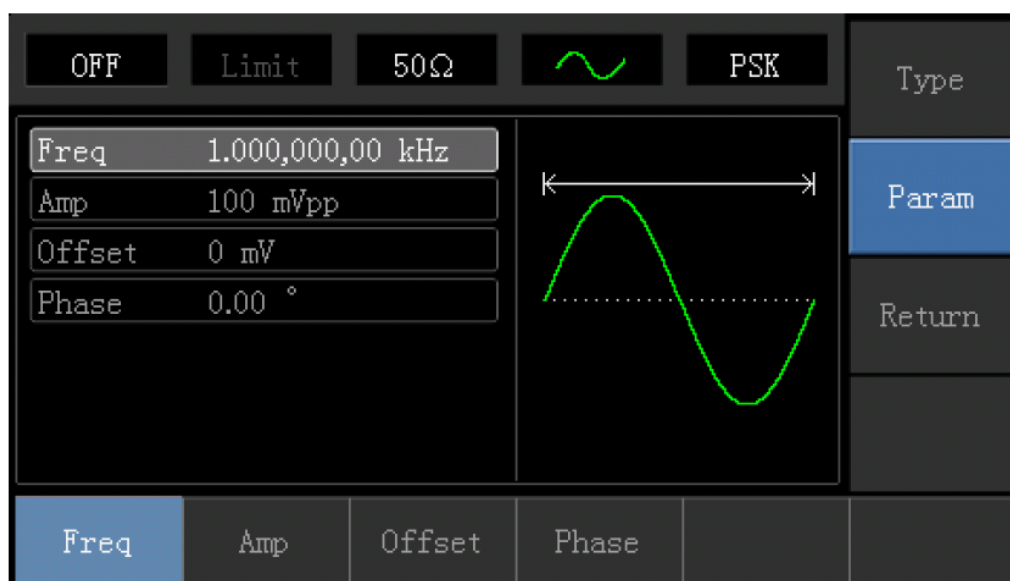 OFF Limit 50Ω PSK
Type
Freq 1.000,000,00 kHz
Amp 100 mVpp
Offset 0 mV
Phase 0.00 °
Param
Return
Freq Amp Offset Phase